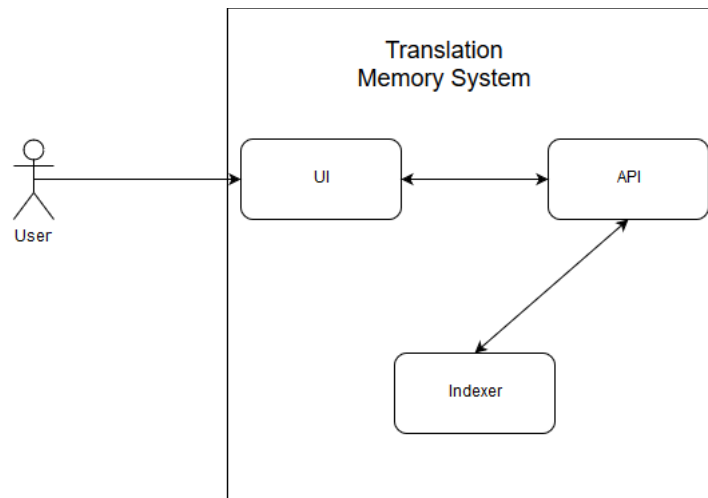 Translation
Memory System
UI
API
User
Indexer